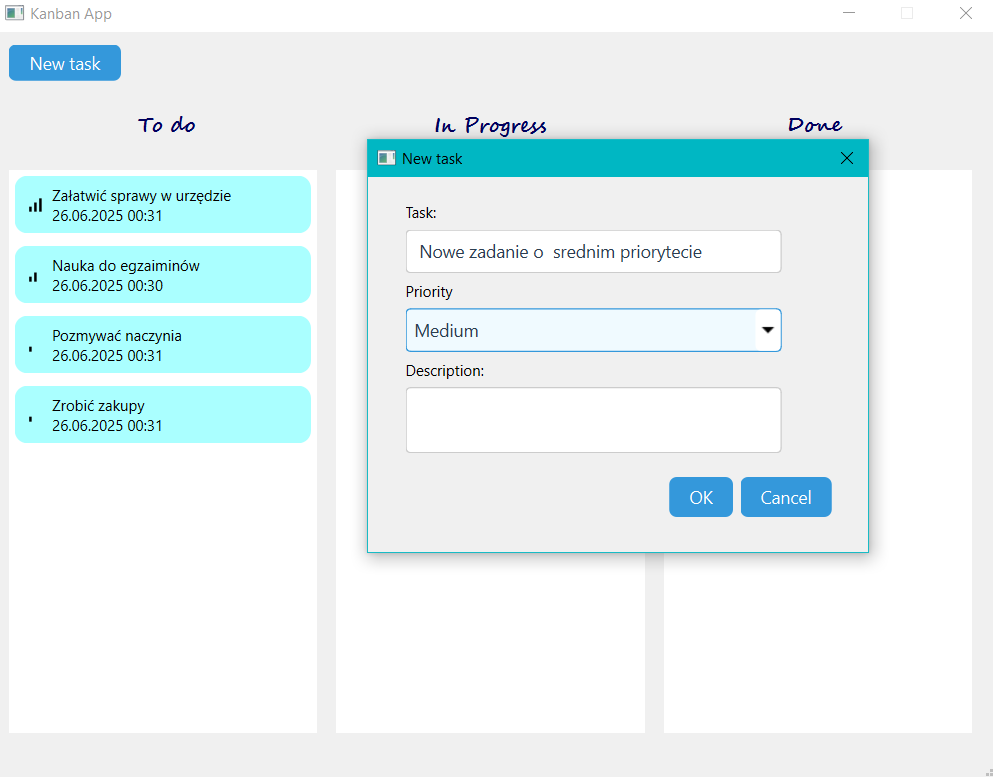 Kanban App
New task
To do
In Progress
Done
Załatwić sprawy w urzędzie
26.06.2025 00:31
Nauka do egzaiminów
26.06.2025 00:30
Pozmywać naczynia
26.06.2025 00:31
Zrobić zakupy
26.06.2025 00:31
New task
Task:
Nowe zadanie o  srednim priorytecie
Priority
Medium
Description:
OK
Cancel